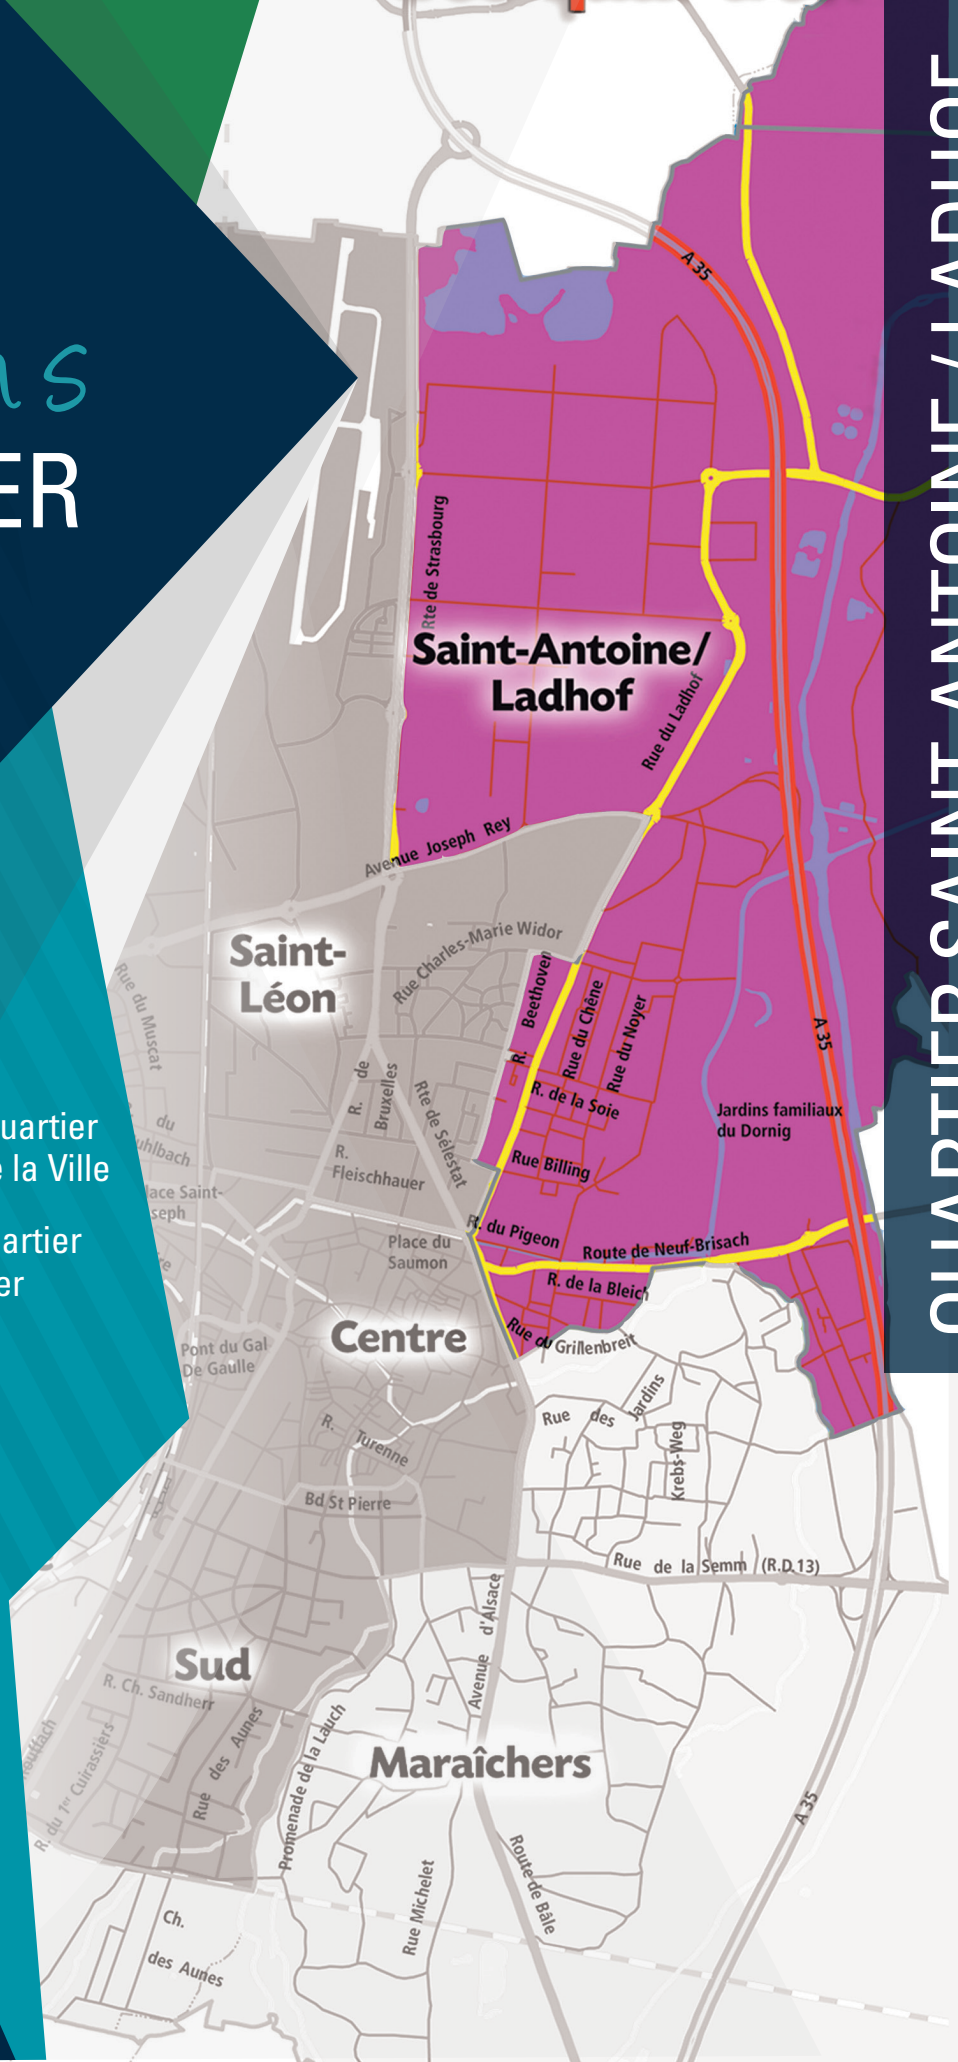 A 35
ns
ER
Rte de Strasbourg
Saint-Antoine/
Ladhof
Rue du Ladhof
Avenue Joseph Rey
Saint-
Léon
Rue Charles-Marie Widor
R. Beethoven
Rue du Chêne
Rue du Noyer
A 35
Rue du Muscat
R. de
Bruxelles
Rte de Sélestat
R. de la Soie
Jardins familiaux
du Dornig
uartier
e la Ville
artier
er
du
uhlbach
R.
Fleischhauer
Rue Billing
lace Saint-
seph
R. du Pigeon
Place du
Saumon
Route de Neuf-Brisach
R. de la Bleich
Centre
Rue du Grillenbreit
Pont du Gal
De Gaulle
Rue des Jardins
Krebs-Weg
R. Turenne
Bd St Pierre
Rue de la Semm (R.D.13)
Avenue d'Alsace
Sud
R. Ch. Sandherr
Rue des Aunes
Promenade de la Lauch
R. du 1er Cuirassiers
Maraîchers
A 35
Route de Bâle
Rue Michelet
Ch.
des Aunes
QUARTIER SAINT-ANTOINE / LADHOF